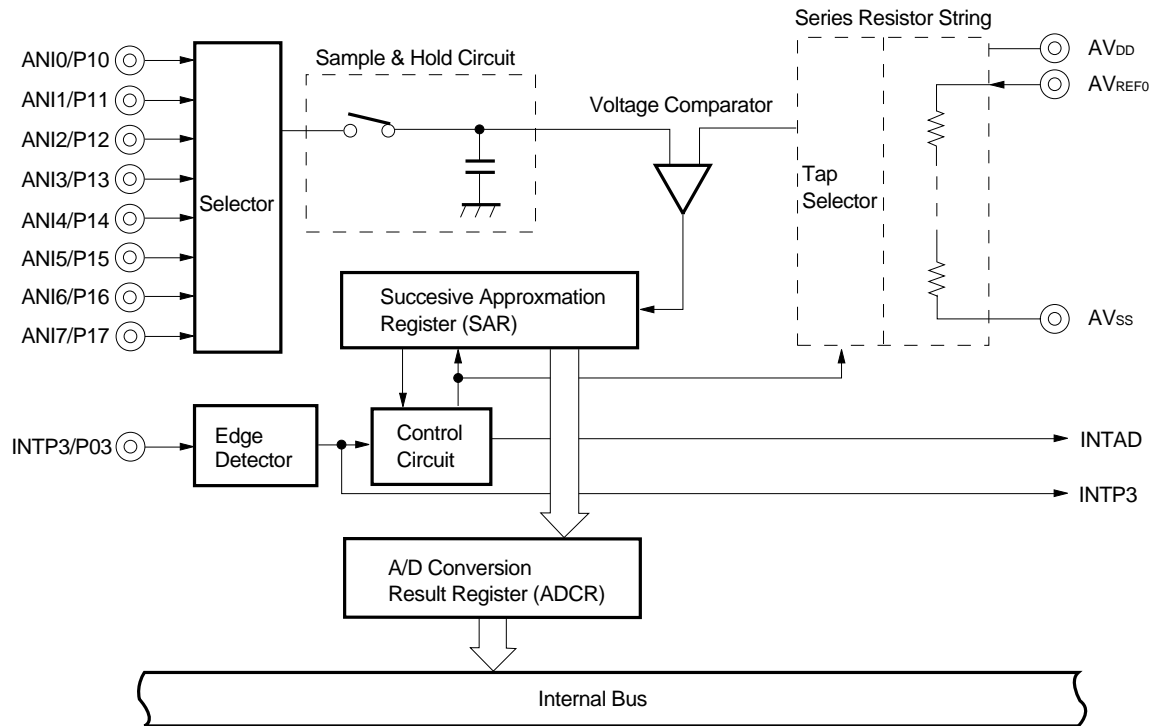 Series Resistor String
ANI0/P10
ANI1/P11
ANI2/P12
ANI3/P13
ANI4/P14
ANI5/P15
ANI6/P16
ANI7/P17
Selector
Sample & Hold Circuit
Voltage Comparator
Tap
Selector
AVDD
AVREF0
AVSS
Succesive Approxmation
Register (SAR)
INTP3/P03
Edge
Detector
Control
Circuit
INTAD
INTP3
A/D Conversion
Result Register (ADCR)
Internal Bus